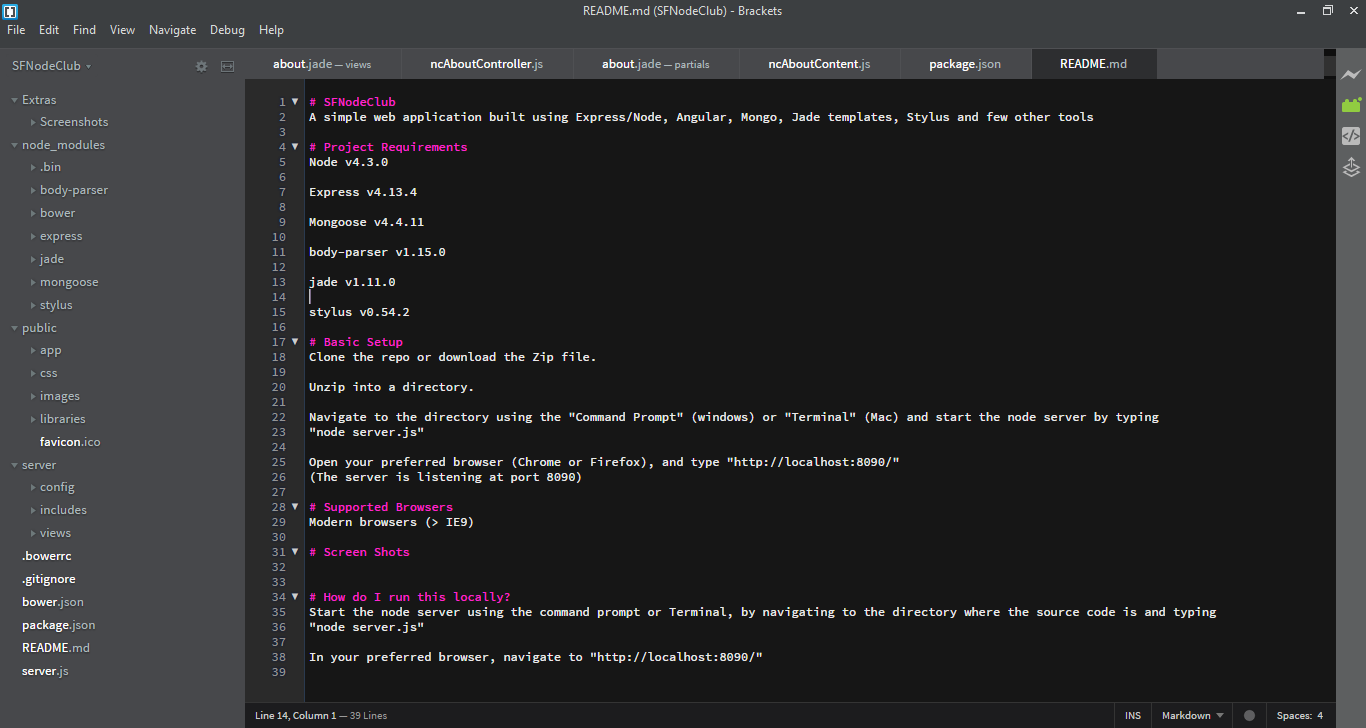 README.md (SFNodeClub) - Brackets
File Edit Find View Navigate Debug Help
SFNodeClub
Extras
Screenshots
node_modules
.bin
body-parser
bower
express
jade
mongoose
stylus
public
app
css
images
libraries
favicon.ico
server
config
includes
views
.bowerrc
.gitignore
bower.json
package.json
README.md
server.js
about.jade — views ncAboutController.js about.jade — partials ncAboutContent.js package.json README.md
1 # SFNodeClub
2 A simple web application built using Express/Node, Angular, Mongo, Jade templates, Stylus and few other tools
3
4 # Project Requirements
5 Node v4.3.0
6
7 Express v4.13.4
8
9 Mongoose v4.4.11
10
11 body-parser v1.15.0
12
13 jade v1.11.0
14
15 stylus v0.54.2
16
17 # Basic Setup
18 Clone the repo or download the Zip file.
19
20 Unzip into a directory.
21
22 Navigate to the directory using the "Command Prompt" (windows) or "Terminal" (Mac) and start the node server by typing
23 "node server.js"
24
25 Open your preferred browser (Chrome or Firefox), and type "http://localhost:8090/"
26 (The server is listening at port 8090)
27
28 # Supported Browsers
29 Modern browsers (> IE9)
30
31 # Screen Shots
32
33
34 # How do I run this locally?
35 Start the node server using the command prompt or Terminal, by navigating to the directory where the source code is and typing
36 "node server.js"
37
38 In your preferred browser, navigate to "http://localhost:8090/"
39
Line 14, Column 1 — 39 Lines INS Markdown Spaces: 4